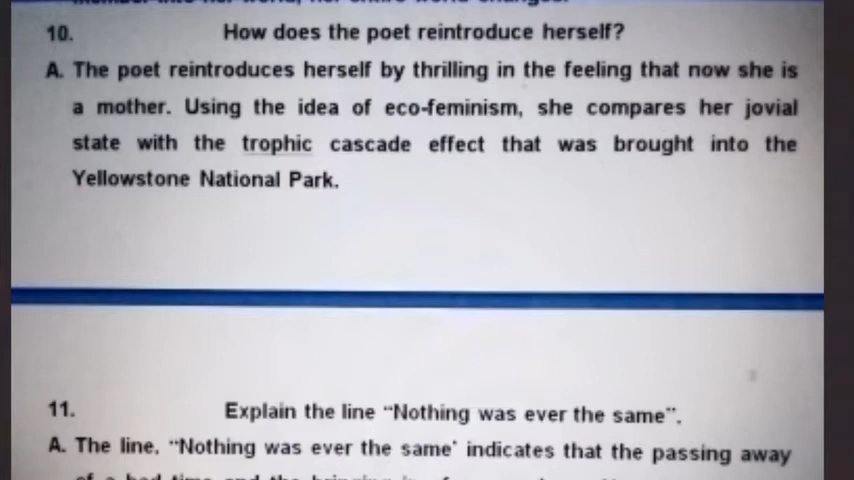 10. How does the poet reintroduce herself?
A. The poet reintroduces herself by thrilling in the feeling that now she is
a mother. Using the idea of eco-feminism, she compares her jovial
state with the trophic cascade effect that was brought into the
Yellowstone National Park.
11. Explain the line “Nothing was ever the same”.
A. The line, “Nothing was ever the same' indicates that the passing away